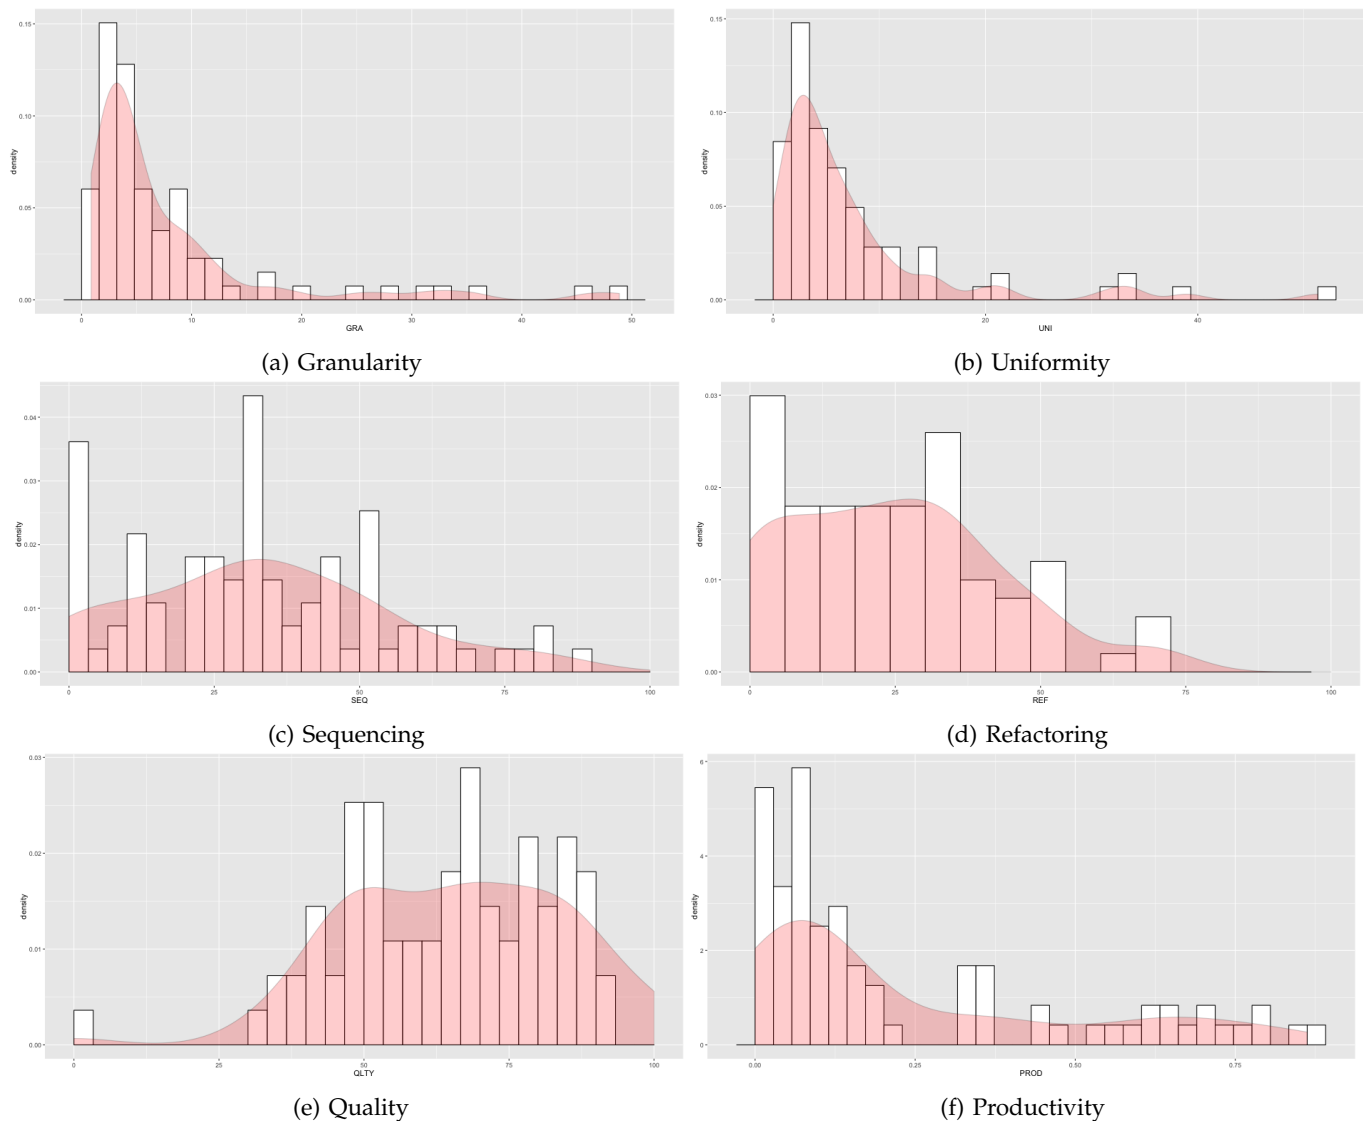 0.15
0.10
0.05
0.00
density
0 10 20 30 40 50
GRA
(a) Granularity
0.15
0.10
0.05
0.00
density
0 20 40
UNI
(b) Uniformity
0.04
0.03
0.02
0.01
0.00
density
0 25 50 75 100
SEQ
(c) Sequencing
0.03
0.02
0.01
0.00
density
0 25 50 75 100
REF
(d) Refactoring
0.03
0.02
0.01
0.00
density
0 25 50 75 100
QLTY
(e) Quality
6
4
2
0
density
0.00 0.25 0.50 0.75
PROD
(f) Productivity